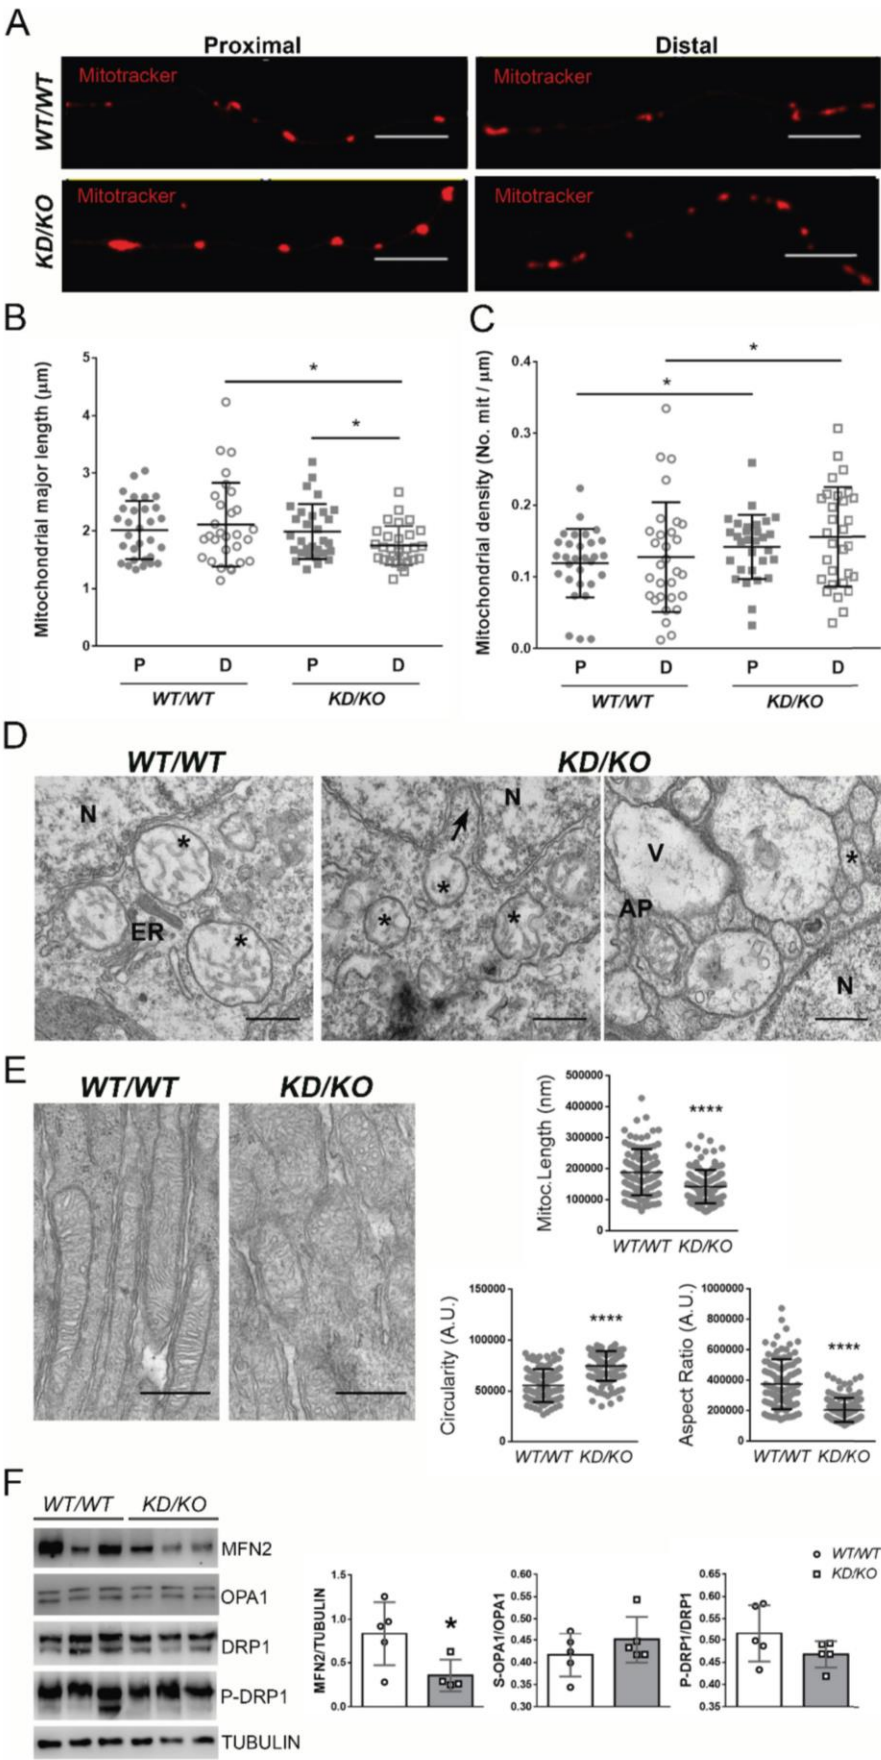 A
Proximal
Distal
WT/WT
Mitotracker
Mitotracker
KD/KO
Mitotracker
Mitotracker
B
Mitochondrial major length (μm)
5
4
3
2
1
0
*
*
P
D
P
D
WT/WT
KD/KO
C
Mitochondrial density (No. mit / μm)
0.4
0.3
0.2
0.1
0.0
*
*
P
D
P
D
WT/WT
KD/KO
D
WT/WT
KD/KO
N
*
ER
*
N
*
*
*
V
*
AP
N
E
WT/WT
KD/KO
Mitoc.Length (nm)
500000
400000
300000
200000
100000
0
****
WT/WT KD/KO
Circularity (A.U.)
150000
100000
50000
0
****
WT/WT KD/KO
Aspect Ratio (A.U.)
1000000
800000
600000
400000
200000
0
****
WT/WT KD/KO
F
WT/WT KD/KO
MFN2
OPA1
DRP1
P-DRP1
TUBULIN
WT/WT
KD/KO
MFN2/TUBULIN
1.5
1.0
0.5
0.0
*
S-OPA1/OPA1
0.60
0.55
0.50
0.45
0.40
0.35
0.30
P-DRP1/DRP1
0.65
0.60
0.55
0.50
0.45
0.40
0.35